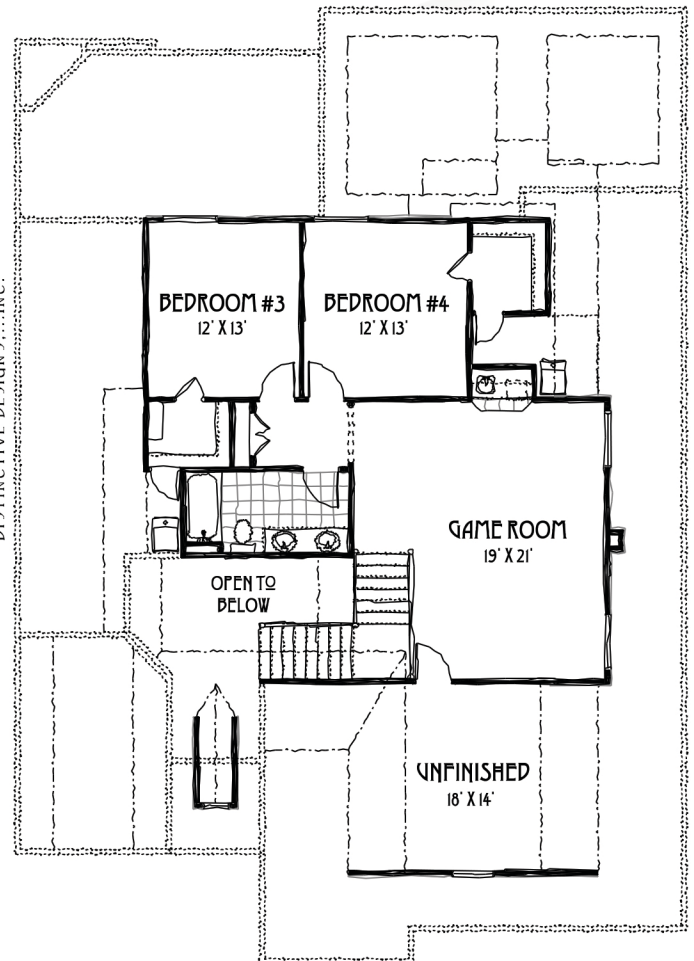 BEDROOM #3
12' X 13'
BEDROOM #4
12' X 13'
GAME ROOM
19' X 21'
OPEN TO
BELOW
UNFINISHED
18' X 14'